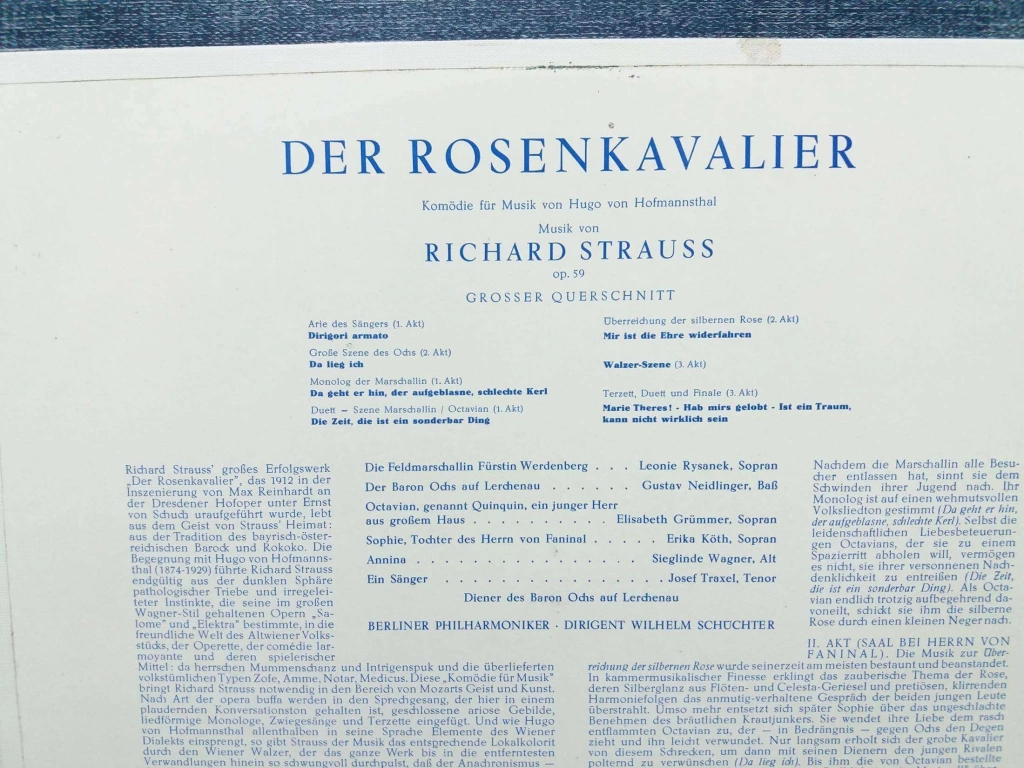 DER ROSENKAVALIER
Komödie für Musik von Hugo von Hofmannsthal
Musik von
RICHARD STRAUSS
op. 59
GROSSER QUERSCHNITT
Arie des Sängers (1. Akt)
Dirigori armato
Große Szene des Ochs (2. Akt)
Da lieg ich
Monolog der Marschallin (1. Akt)
Da geht er hin, der aufgeblasne, schlechte Kerl
Duett – Szene Marschallin / Octavian (1. Akt)
Die Zeit, die ist ein sonderbar Ding
Überreichung der silbernen Rose (2. Akt)
Mir ist die Ehre widerfahren
Walzer-Szene (3. Akt)
Terzett, Duett und Finale (3. Akt)
Marie Theres! - Hab mirs gelobt - Ist ein Traum,
kann nicht wirklich sein
Die Feldmarschallin Fürstin Werdenberg . . . Leonie Rysanek, Sopran
Der Baron Ochs auf Lerchenau . . . . . . Gustav Neidlinger, Baß
Octavian, genannt Quinquin, ein junger Herr
aus großem Haus . . . . . . . . . . Elisabeth Grümmer, Sopran
Sophie, Tochter des Herrn von Faninal . . . . . . Erika Köth, Sopran
Annina . . . . . . . . . . . . . . . . . Sieglinde Wagner, Alt
Ein Sänger . . . . . . . . . . . . . . . . . Josef Traxel, Tenor
Diener des Baron Ochs auf Lerchenau
BERLINER PHILHARMONIKER · DIRIGENT WILHELM SCHÜCHTER
Richard Strauss' großes Erfolgswerk
„Der Rosenkavalier", das 1912 in der
Inszenierung von Max Reinhardt an
der Dresdener Hofoper unter Ernst
von Schuch uraufgeführt wurde, lebt
aus dem Geist von Strauss' Heimat:
aus der Tradition des bayrisch-öster-
reichischen Barock und Rokoko. Die
Begegnung mit Hugo von Hofmanns-
thal (1874-1929) führte Richard Strauss
endgültig aus der dunklen Sphäre
pathologischer Triebe und irregelei-
teter Instinkte, die seine im großen
Wagner-Stil gehaltenen Opern „Sa-
lome" und „Elektra" bestimmte, in die
freundliche Welt des Altwiener Volks-
stücks, der Operette, der comédie lar-
moyante und deren spielerischer
Mittel: da herrschen Mummenschanz und Intrigenspuk und die überlieferten
volkstümlichen Typen Zofe, Amme, Notar, Medicus. Diese „Komödie für Musik"
bringt Richard Strauss notwendig in den Bereich von Mozarts Geist und Kunst.
Nach Art der opera buffa werden in den Sprechgesang, der hier in einem
plaudernden Konversationston gehalten ist, geschlossene ariose Gebilde,
liedförmige Monologe, Zwiegesänge und Terzette eingefügt. Und wie Hugo
von Hofmannsthal allenthalben in seine Sprache Elemente des Wiener
Dialekts einsprengt, so gibt Strauss der Musik das entsprechende Lokalkolorit
durch den Wiener Walzer, der das ganze Werk bis in die entferntesten
Verwandlungen hinein so schwungvoll durchpulst, daß der Anachronismus —
Nachdem die Marschallin alle Besu-
cher entlassen hat, sinnt sie dem
Schwinden ihrer Jugend nach. Ihr
Monolog ist auf einen wehmutsvollen
Volksliedton gestimmt (Da geht er hin,
der aufgeblasne, schlechte Kerl). Selbst die
leidenschaftlichen Liebesbeteuerun-
gen Octavians, der sie zu einem
Spazierritt abholen will, vermögen
es nicht, sie ihrer versonnenen Nach-
denklichkeit zu entreißen (Die Zeit,
die ist ein sonderbar Ding). Als Octa-
vian endlich trotzig aufbegehrend da-
voneilt, schickt sie ihm die silberne
Rose durch einen kleinen Neger nach.
II. AKT (SAAL BEI HERRN VON
FANINAL). Die Musik zur Über-
reichung der silbernen Rose wurde seinerzeit am meisten bestaunt und beanstandet.
In kammermusikalischer Finesse erklingt das zauberische Thema der Rose,
deren Silberglanz aus Flöten- und Celesta-Geriesel und pretiösen, klirrenden
Harmoniefolgen das anmutig-verhaltene Gespräch der beiden jungen Leute
überstrahlt. Umso mehr entsetzt sich später Sophie über das ungeschlachte
Benehmen des bräutlichen Krautjunkers. Sie wendet ihre Liebe dem rasch
entflammten Octavian zu, der — in Bedrängnis — gegen Ochs den Degen
zieht und ihn leicht verwundet. Nur langsam erholt sich der grobe Kavalier
von diesem Schrecken, um dann mit seinen Dienern den jungen Rivalen
polternd zu verwünschen (Da lieg ich). Bis ihm die von Octavian bestellte